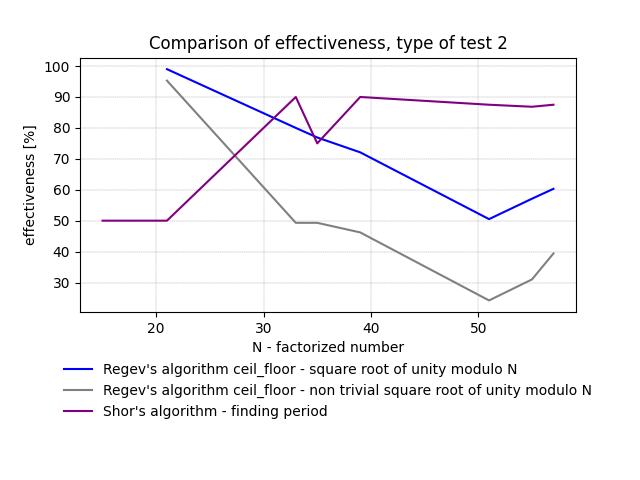 Comparison of effectiveness, type of test 2
100
90
80
70
60
50
40
30
effectiveness [%]
20 30 40 50
N - factorized number
Regev's algorithm ceil_floor - square root of unity modulo N
Regev's algorithm ceil_floor - non trivial square root of unity modulo N
Shor's algorithm - finding period